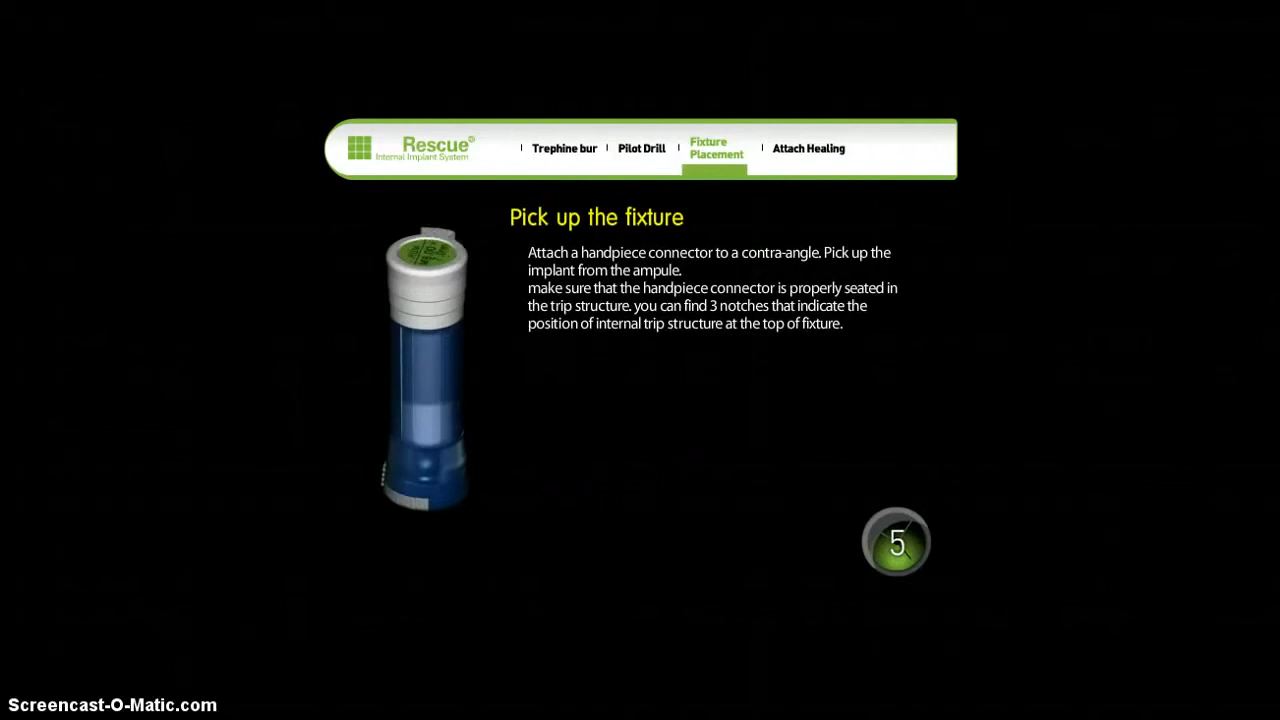 Rescue®
Internal Implant System
Trephine bur
Pilot Drill
Fixture
Placement
Attach Healing
Pick up the fixture
Attach a handpiece connector to a contra-angle. Pick up the
implant from the ampule.
make sure that the handpiece connector is properly seated in
the trip structure. you can find 3 notches that indicate the
position of internal trip structure at the top of fixture.
5
Screencast-O-Matic.com